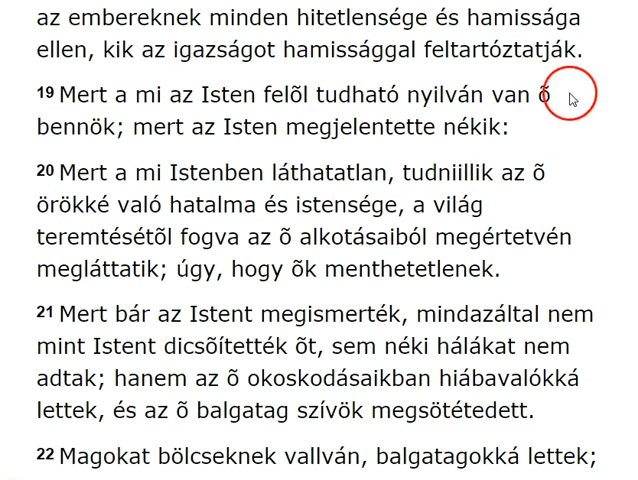 az embereknek minden hitetlensége és hamissága
ellen, kik az igazságot hamissággal feltartóztatják.
19 Mert a mi az Isten felõl tudható nyilván van õ
bennök; mert az Isten megjelentette nékik:
20 Mert a mi Istenben láthatatlan, tudniillik az õ
örökké való hatalma és istensége, a világ
teremtésétõl fogva az õ alkotásaiból megértetvén
megláttatik; úgy, hogy õk menthetetlenek.
21 Mert bár az Istent megismerték, mindazáltal nem
mint Istent dicsõítették õt, sem néki hálákat nem
adtak; hanem az õ okoskodásaikban hiábavalókká
lettek, és az õ balgatag szívök megsötétedett.
22 Magokat bölcseknek vallván, balgatagokká lettek;